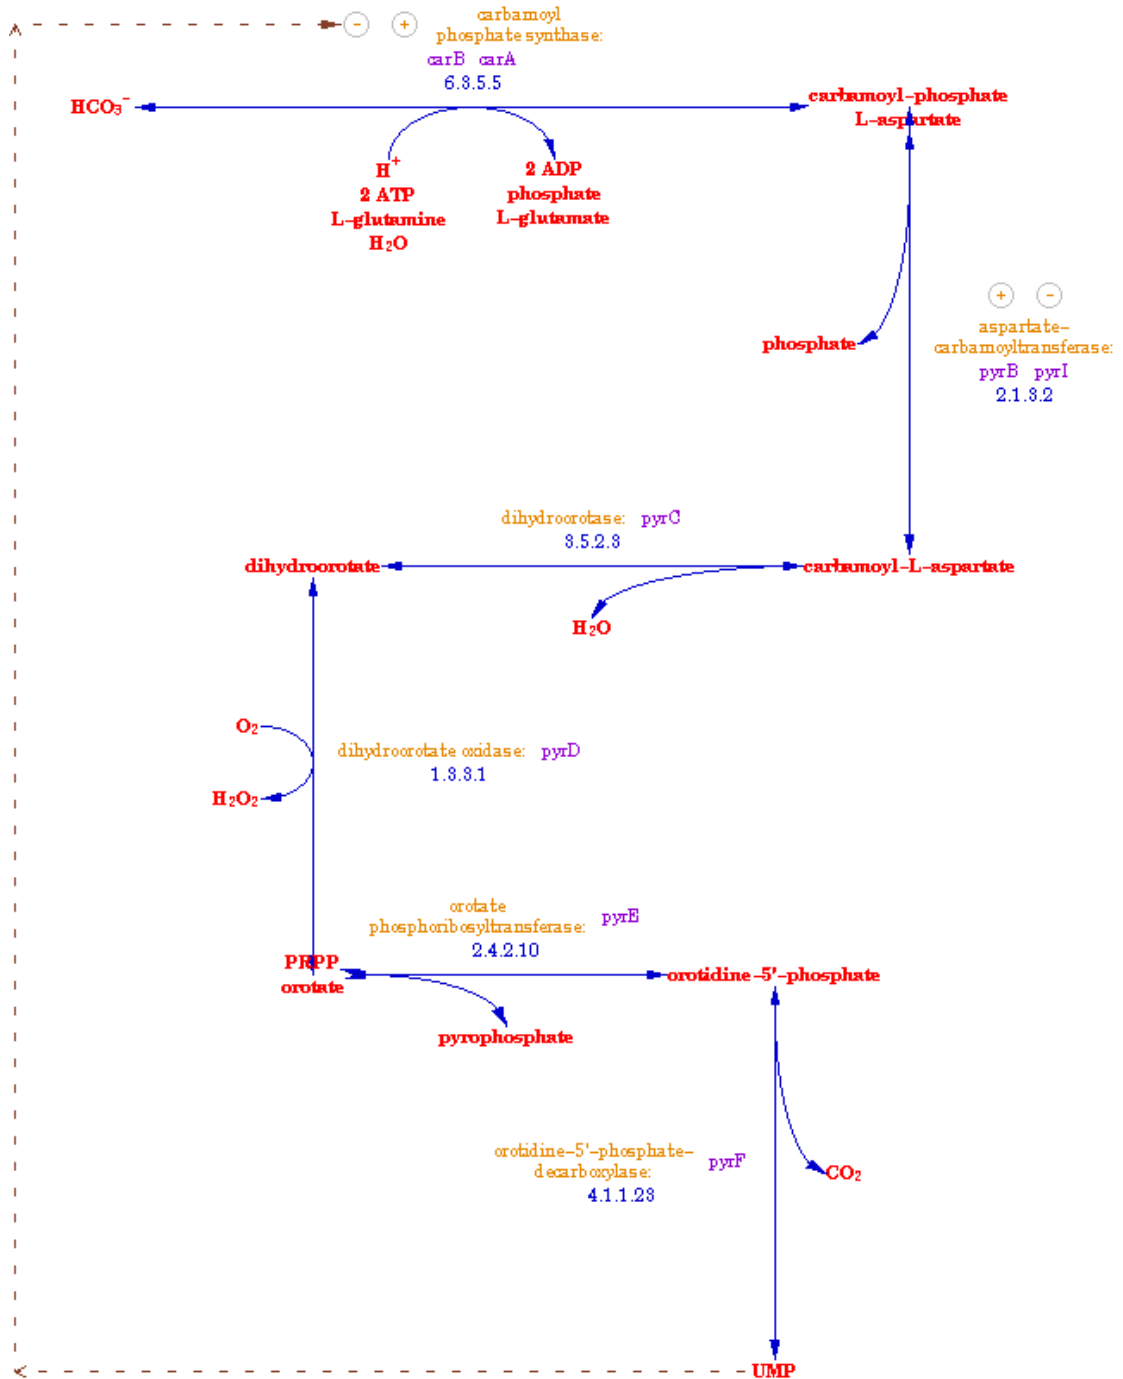 − +
carbamoyl
phosphate synthase:
carB carA
6.3.5.5
HCO₃⁻
carbamoyl-phosphate
L-aspartate
H⁺
2 ATP
L-glutamine
H₂O
2 ADP
phosphate
L-glutamate
+ −
phosphate
aspartate-
carbamoyltransferase:
pyrB pyrI
2.1.3.2
dihydroorotase: pyrC
3.5.2.3
dihydroorotate
carbamoyl-L-aspartate
H₂O
O₂
dihydroorotate oxidase: pyrD
1.3.3.1
H₂O₂
orotate
phosphoribosyltransferase:
pyrE
2.4.2.10
PRPP
orotate
orotidine-5'-phosphate
pyrophosphate
orotidine-5'-phosphate-
decarboxylase:
pyrF
4.1.1.23
CO₂
UMP